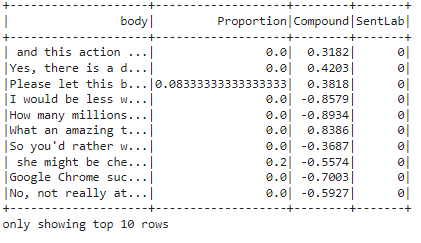 +--------------------+-------------------+--------+-------+
|                body|         Proportion|Compound|SentLab|
+--------------------+-------------------+--------+-------+
| and this action ...|                0.0|  0.3182|      0|
|Yes, there is a d...|                0.0|  0.4203|      0|
|Please let this b...|0.08333333333333333|  0.3818|      0|
|I would be less w...|                0.0| -0.8579|      0|
|How many millions...|                0.0| -0.8934|      0|
|What an amazing t...|                0.0|  0.8386|      0|
|So you'd rather w...|                0.0| -0.3687|      0|
| she might be che...|                0.2| -0.5574|      0|
|Google Chrome suc...|                0.0| -0.7003|      0|
|No, not really at...|                0.0| -0.5927|      0|
+--------------------+-------------------+--------+-------+
only showing top 10 rows